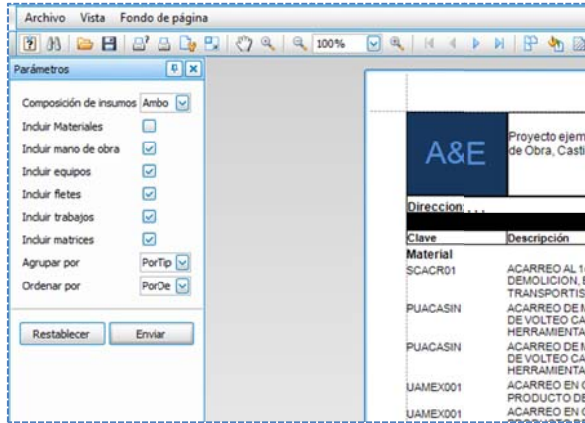 Archivo Vista Fondo de página
100%
Parámetros
Composición de insumos Ambo
Incluir Materiales
Incluir mano de obra
Incluir equipos
Incluir fletes
Incluir trabajos
Incluir matrices
Agrupar por PorTip
Ordenar por PorDe
Restablecer Enviar
A&E
Proyecto ejem
de Obra, Casti
Direccion: , , ,
Clave Descripción
Material
SCACR01 ACARREO AL 1
DEMOLICION, E
TRANSPORTIS
PUACASIN ACARREO DE M
DE VOLTEO CA
HERRAMIENTA
PUACASIN ACARREO DE M
DE VOLTEO CA
HERRAMIENTA
UAMEX001 ACARREO EN C
PRODUCTO DE
UAMEX001 ACARREO EN C